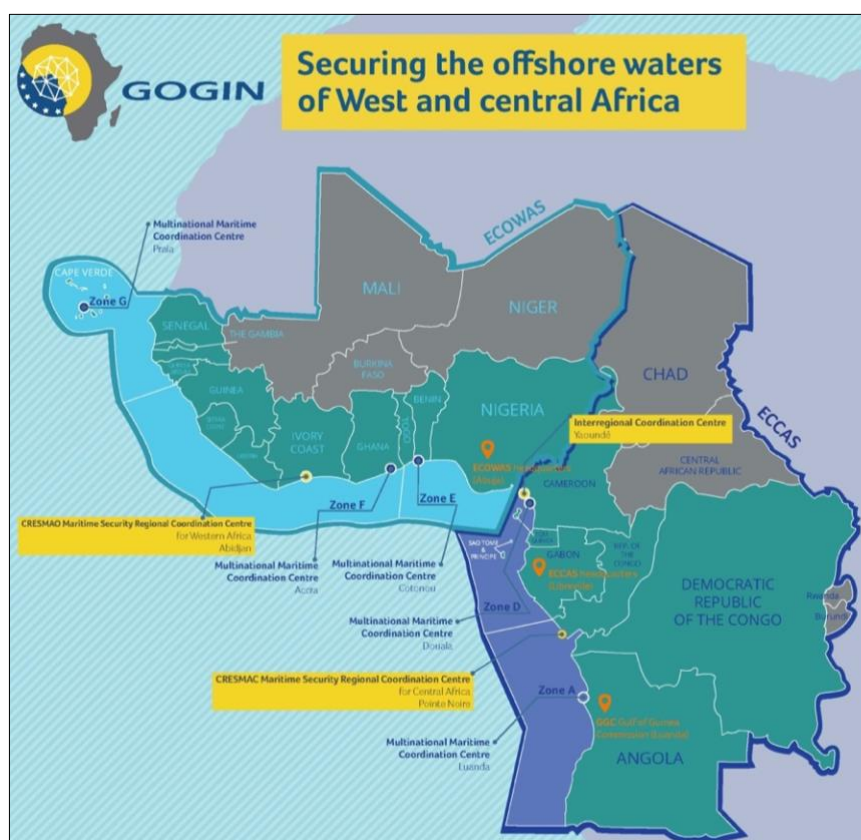 GOGIN
Securing the offshore waters
of West and central Africa
ECOWAS
Multinational Maritime
Coordination Centre
Praia
CAPE VERDE
Zone G
MALI
NIGER
SENEGAL
THE GAMBIA
CHAD
BURKINA
FASO
ECCAS
GUINEA
BENIN
NIGERIA
IVORY
COAST
GHANA
TOGO
Interregional Coordination Centre
Yaoundé
CENTRAL
AFRICAN REPUBLIC
ECOWAS Headquarters
(Abuja)
CAMEROON
Zone E
Zone F
CRESMAO Maritime Security Regional Coordination Centre
for Western Africa
Abidjan
SAO TOME &
PRINCIPE
GABON
REP. OF
THE
CONGO
Multinational Maritime
Coordination Centre
Accra
Multinational Maritime
Coordination Centre
Cotonou
ECCAS Headquarters
(Libreville)
DEMOCRATIC
REPUBLIC
OF THE CONGO
Rwanda
Burundi
Zone D
Multinational Maritime
Coordination Centre
Douala
CRESMAC Maritime Security Regional Coordination Centre
for Central Africa
Pointe Noire
Zone A
GGC Gulf of Guinea
Commission (Luanda)
Multinational Maritime
Coordination Centre
Luanda
ANGOLA